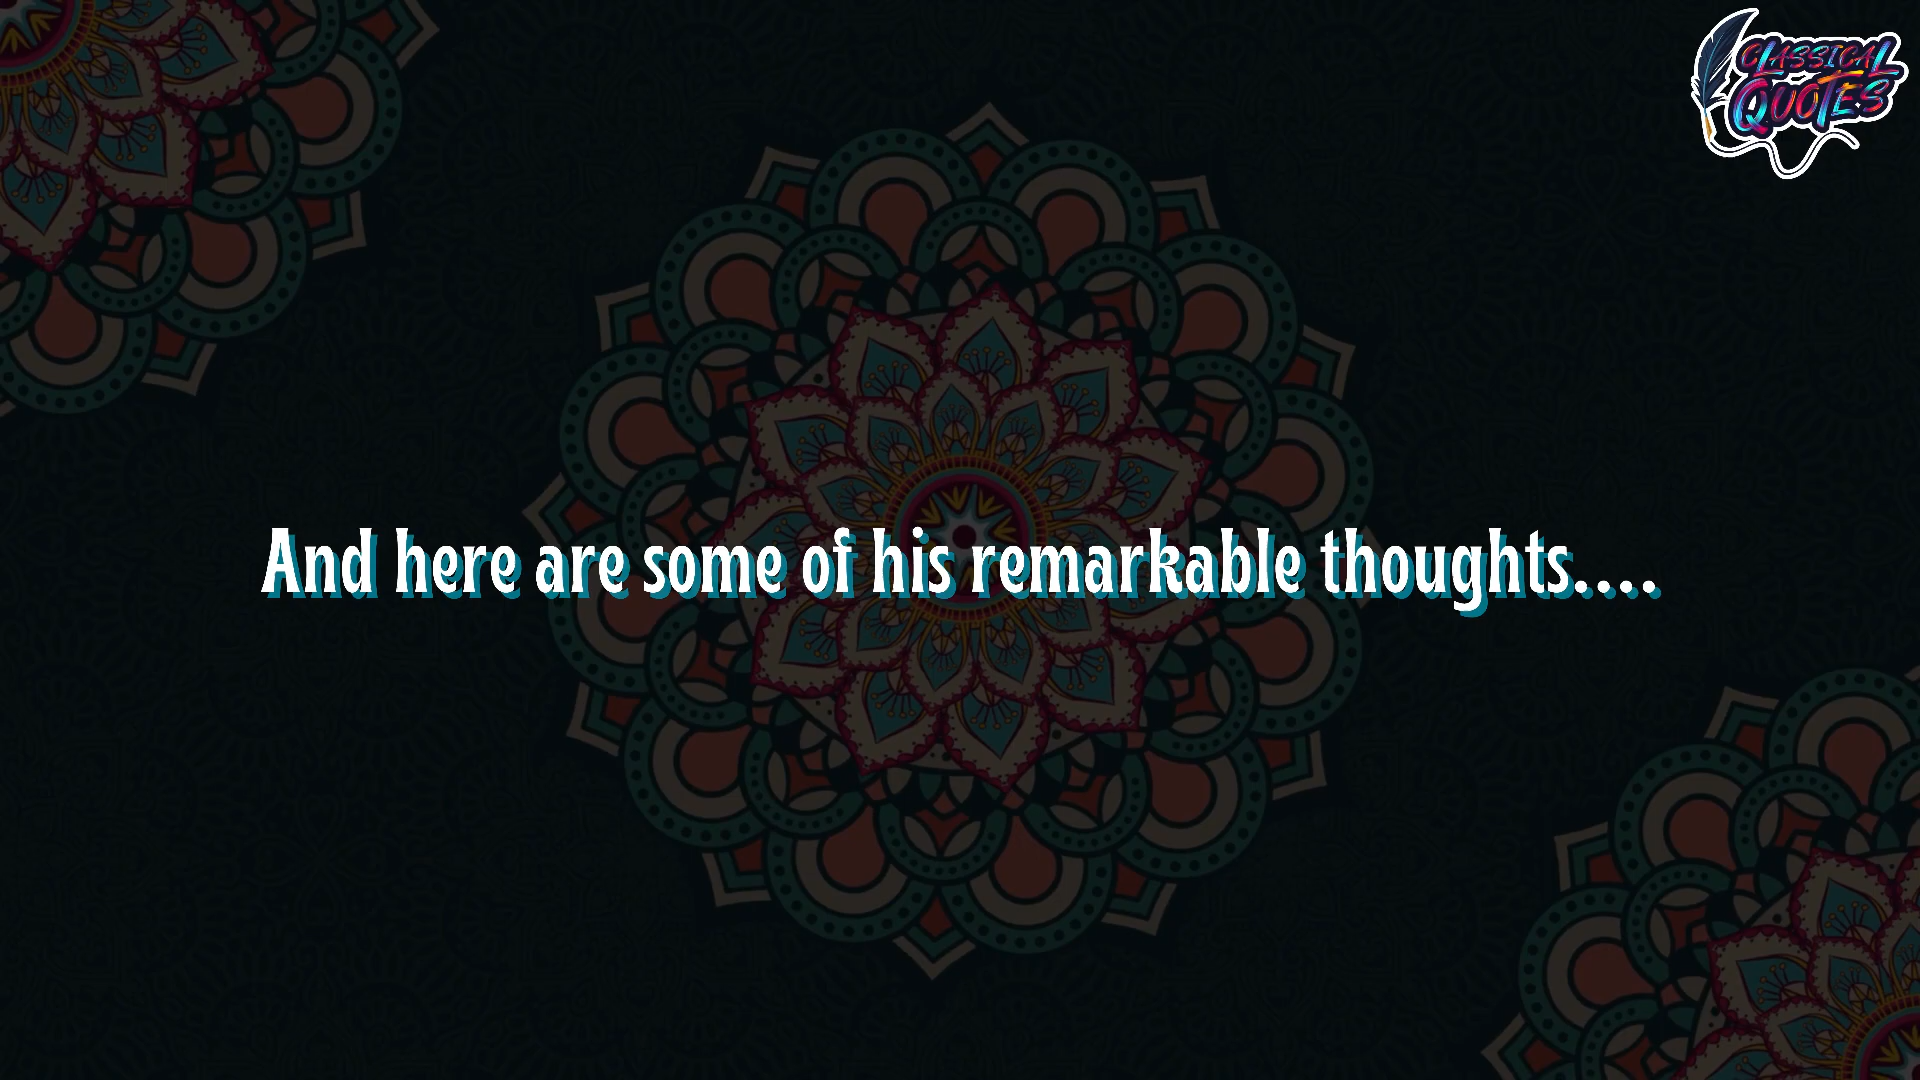 CLASSICAL
QUOTES
And here are some of his remarkable thoughts....